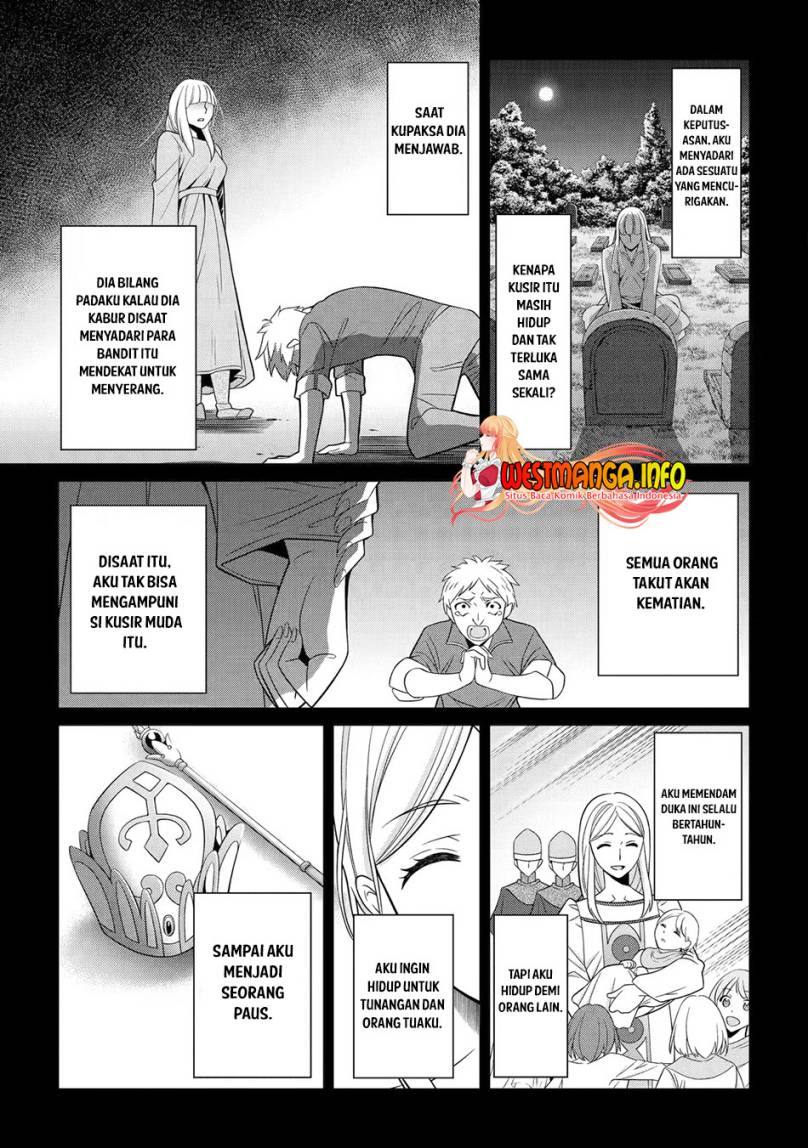 DALAM
KEPUTUS-
ASAN, AKU
MENYADARI
ADA SESUATU
YANG MENCU-
RIGAKAN.
KENAPA
KUSIR ITU
MASIH
HIDUP
DAN TAK
TERLUKA
SAMA
SEKALI?
SAAT
KUPAKSA DIA
MENJAWAB.
DIA BILANG
PADAKU KALAU DIA
KABUR DISAAT
MENYADARI PARA
BANDIT ITU
MENDEKAT UNTUK
MENYERANG.
WESTMANGA.INFO
Situs Baca Komik Berbahasa Indonesia
SEMUA ORANG
TAKUT AKAN
KEMATIAN.
DISAAT ITU,
AKU TAK BISA
MENGAMPUNI
SI KUSIR MUDA
ITU.
AKU MEMENDAM
DUKA INI SELALU
BERTAHUN-
TAHUN.
TAPI AKU
HIDUP DEMI
ORANG LAIN.
AKU INGIN
HIDUP UNTUK
TUNANGAN DAN
ORANG TUAKU.
SAMPAI AKU
MENJADI
SEORANG
PAUS.